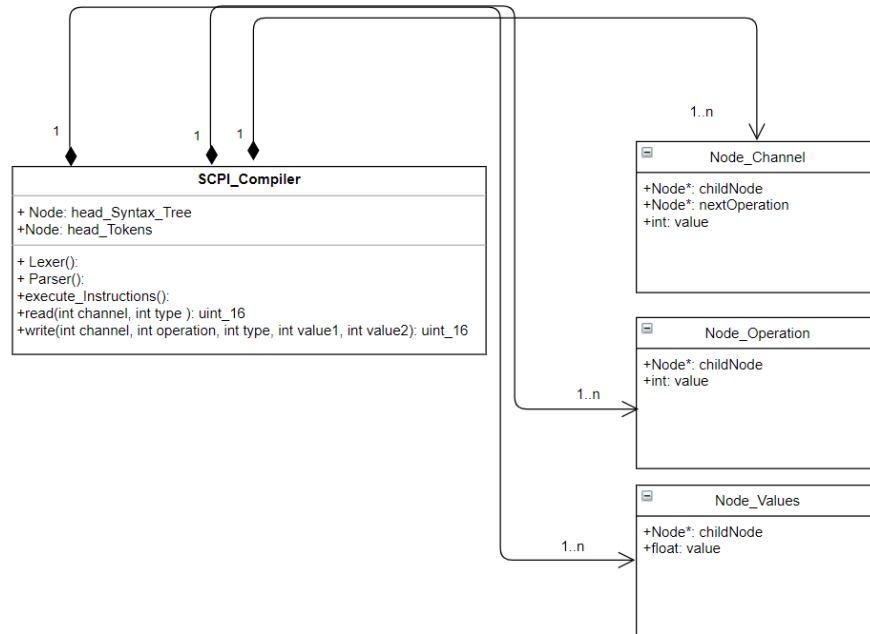 1
1
1
1..n
SCPI_Compiler
+ Node: head_Syntax_Tree
+Node: head_Tokens
+ Lexer():
+ Parser():
+execute_Instructions():
+read(int channel, int type ): uint_16
+write(int channel, int operation, int type, int value1, int value2): uint_16
Node_Channel
+Node*: childNode
+Node*: nextOperation
+int: value
Node_Operation
+Node*: childNode
+int: value
1..n
Node_Values
+Node*: childNode
+float: value
1..n